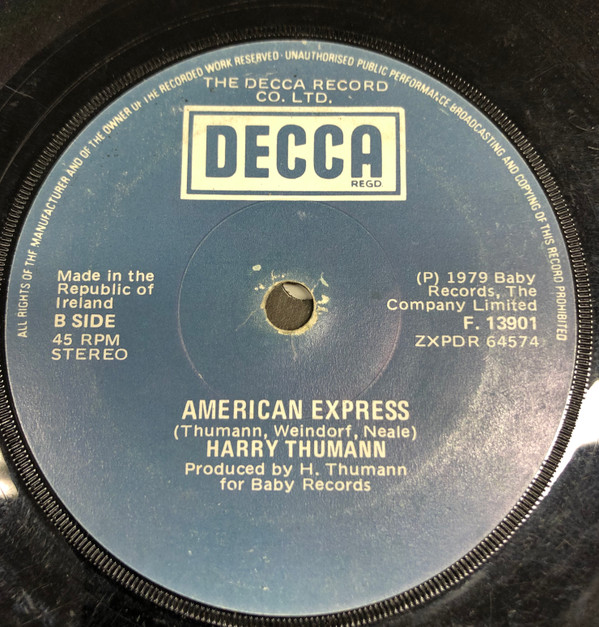 ALL RIGHTS OF THE MANUFACTURER AND OF THE OWNER OF THE RECORDED WORK RESERVED · UNAUTHORISED PUBLIC PERFORMANCE BROADCASTING AND COPYING OF THIS RECORD PROHIBITED
THE DECCA RECORD
CO. LTD.
DECCA
REGD.
Made in the
Republic of
Ireland
B SIDE
45 RPM
STEREO
(P) 1979 Baby
Records, The
Company Limited
F. 13901
ZXPDR 64574
AMERICAN EXPRESS
(Thumann, Weindorf, Neale)
HARRY THUMANN
Produced by H. Thumann
for Baby Records